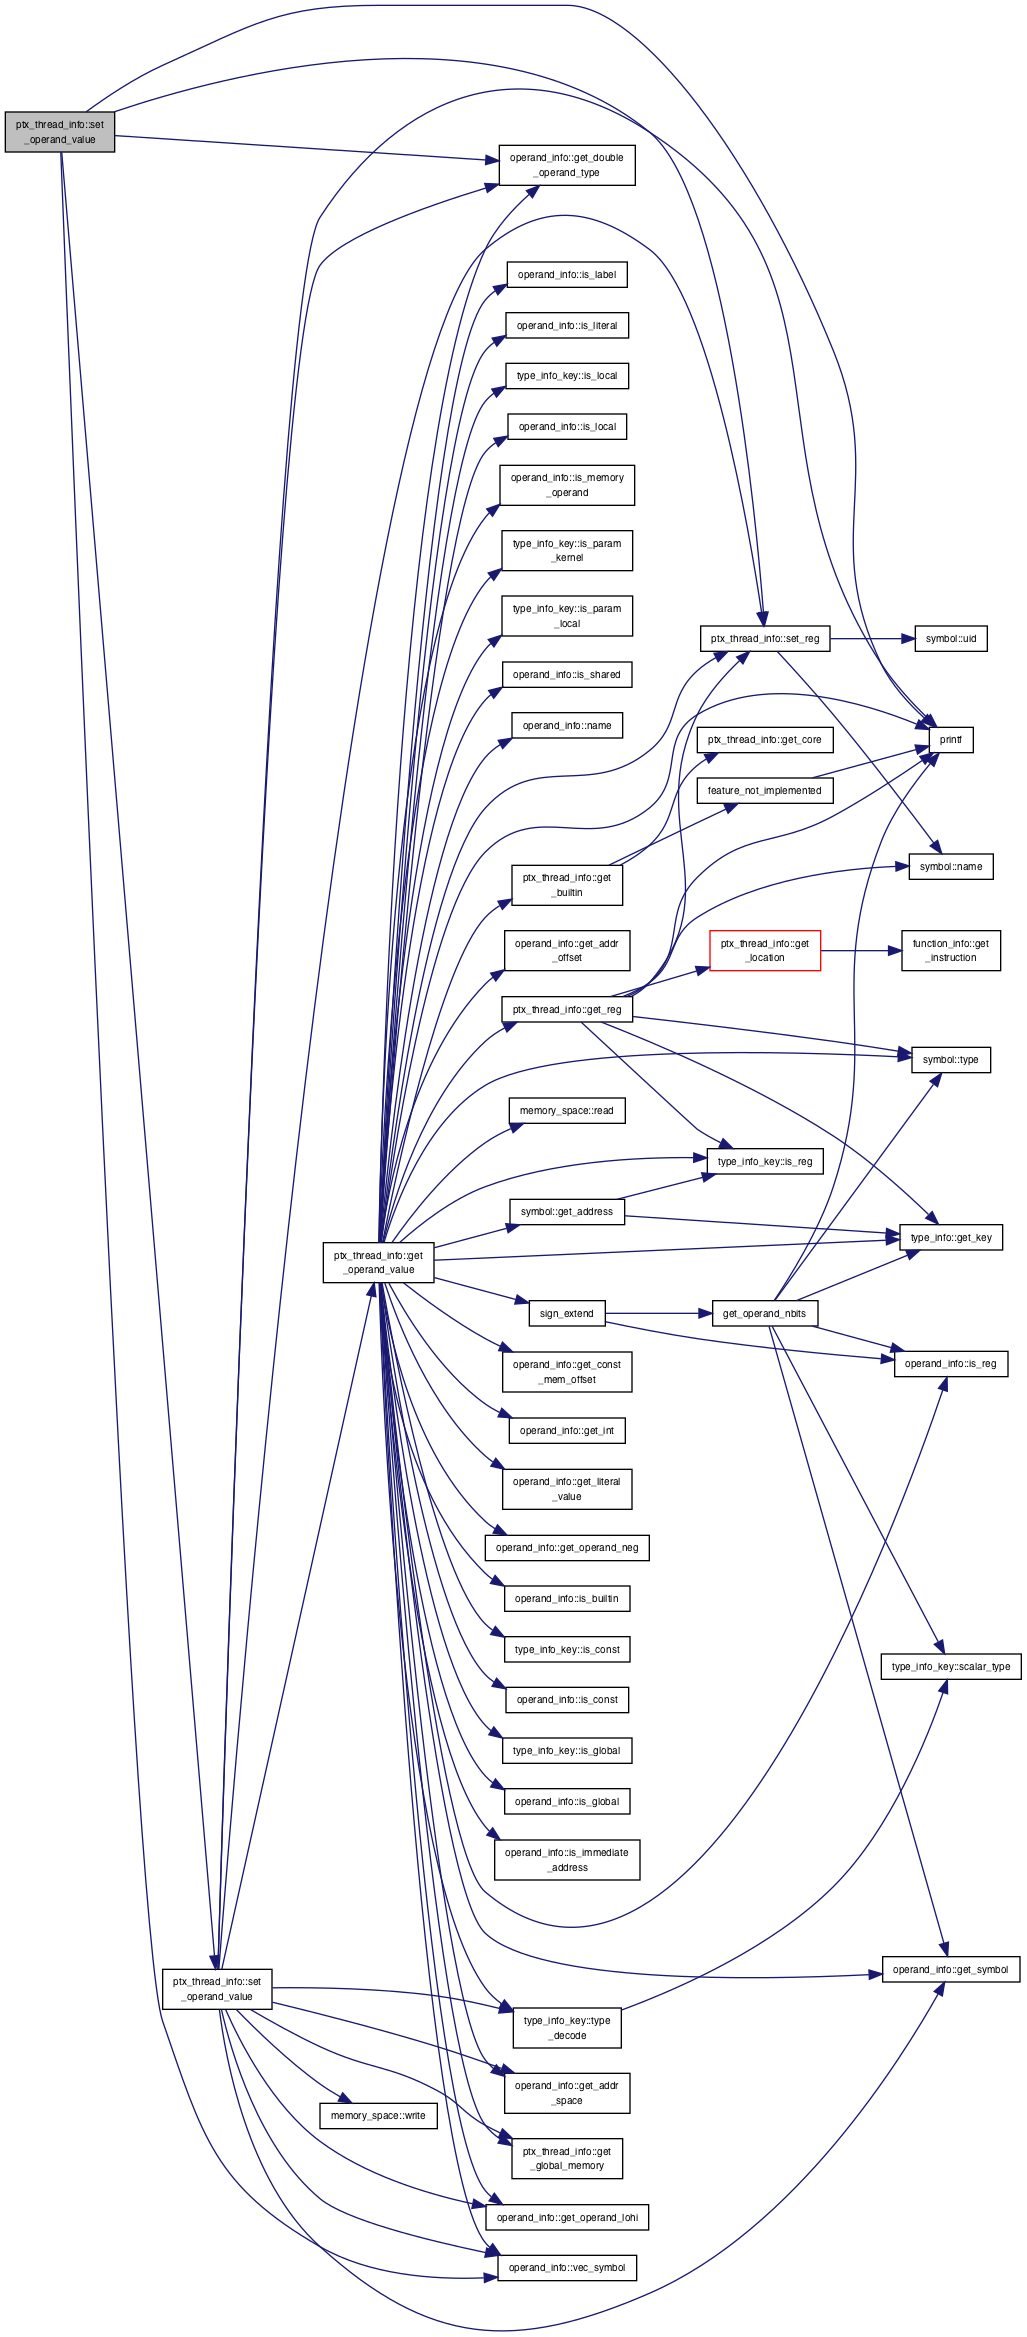 ptx_thread_info::set
_operand_value
operand_info::get_double
_operand_type
operand_info::is_label
operand_info::is_literal
type_info_key::is_local
operand_info::is_local
operand_info::is_memory
_operand
type_info_key::is_param
_kernel
type_info_key::is_param
_local
ptx_thread_info::set_reg
symbol::uid
operand_info::is_shared
operand_info::name
ptx_thread_info::get_core
printf
feature_not_implemented
symbol::name
ptx_thread_info::get
_builtin
operand_info::get_addr
_offset
ptx_thread_info::get
_location
function_info::get
_instruction
ptx_thread_info::get_reg
symbol::type
memory_space::read
type_info_key::is_reg
symbol::get_address
type_info::get_key
ptx_thread_info::get
_operand_value
sign_extend
get_operand_nbits
operand_info::is_reg
operand_info::get_const
_mem_offset
operand_info::get_int
operand_info::get_literal
_value
operand_info::get_operand_neg
operand_info::is_builtin
type_info_key::is_const
type_info_key::scalar_type
operand_info::is_const
type_info_key::is_global
operand_info::is_global
operand_info::is_immediate
_address
operand_info::get_symbol
ptx_thread_info::set
_operand_value
type_info_key::type
_decode
operand_info::get_addr
_space
memory_space::write
ptx_thread_info::get
_global_memory
operand_info::get_operand_lohi
operand_info::vec_symbol